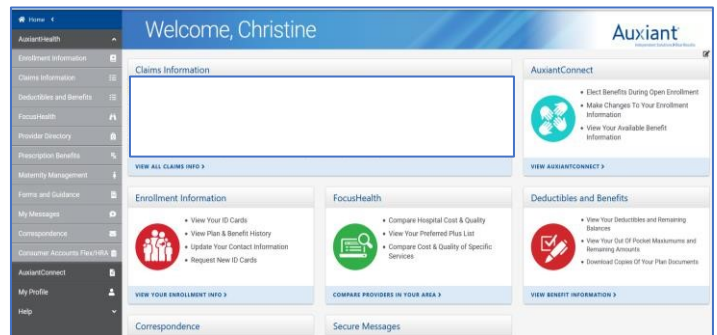 Home
AuxiantHealth
Enrollment Information
Claims Information
Deductibles and Benefits
FocusHealth
Provider Directory
Prescription Benefits
Maternity Management
Forms and Guidance
My Messages
Correspondence
Consumer Accounts Flex/HRA
AuxiantConnect
My Profile
Help
Welcome, Christine
Auxiant
Claims Information
VIEW ALL CLAIMS INFO >
AuxiantConnect
• Elect Benefits During Open Enrollment
• Make Changes To Your Enrollment
Information
• View Your Available Benefit
Information
VIEW AUXIANTCONNECT >
Enrollment Information
• View Your ID Cards
• View Plan & Benefit History
• Update Your Contact Information
• Request New ID Cards
VIEW YOUR ENROLLMENT INFO >
FocusHealth
• Compare Hospital Cost & Quality
• View Your Preferred Plus List
• Compare Cost & Quality of Specific
Services
COMPARE PROVIDERS IN YOUR AREA >
Deductibles and Benefits
• View Your Deductibles and Remaining
Balances
• View Your Out Of Pocket Maxiumums and
Remaining Amounts
• Download Copies Of Your Plan Documents
VIEW BENEFIT INFORMATION >
Correspondence
Secure Messages